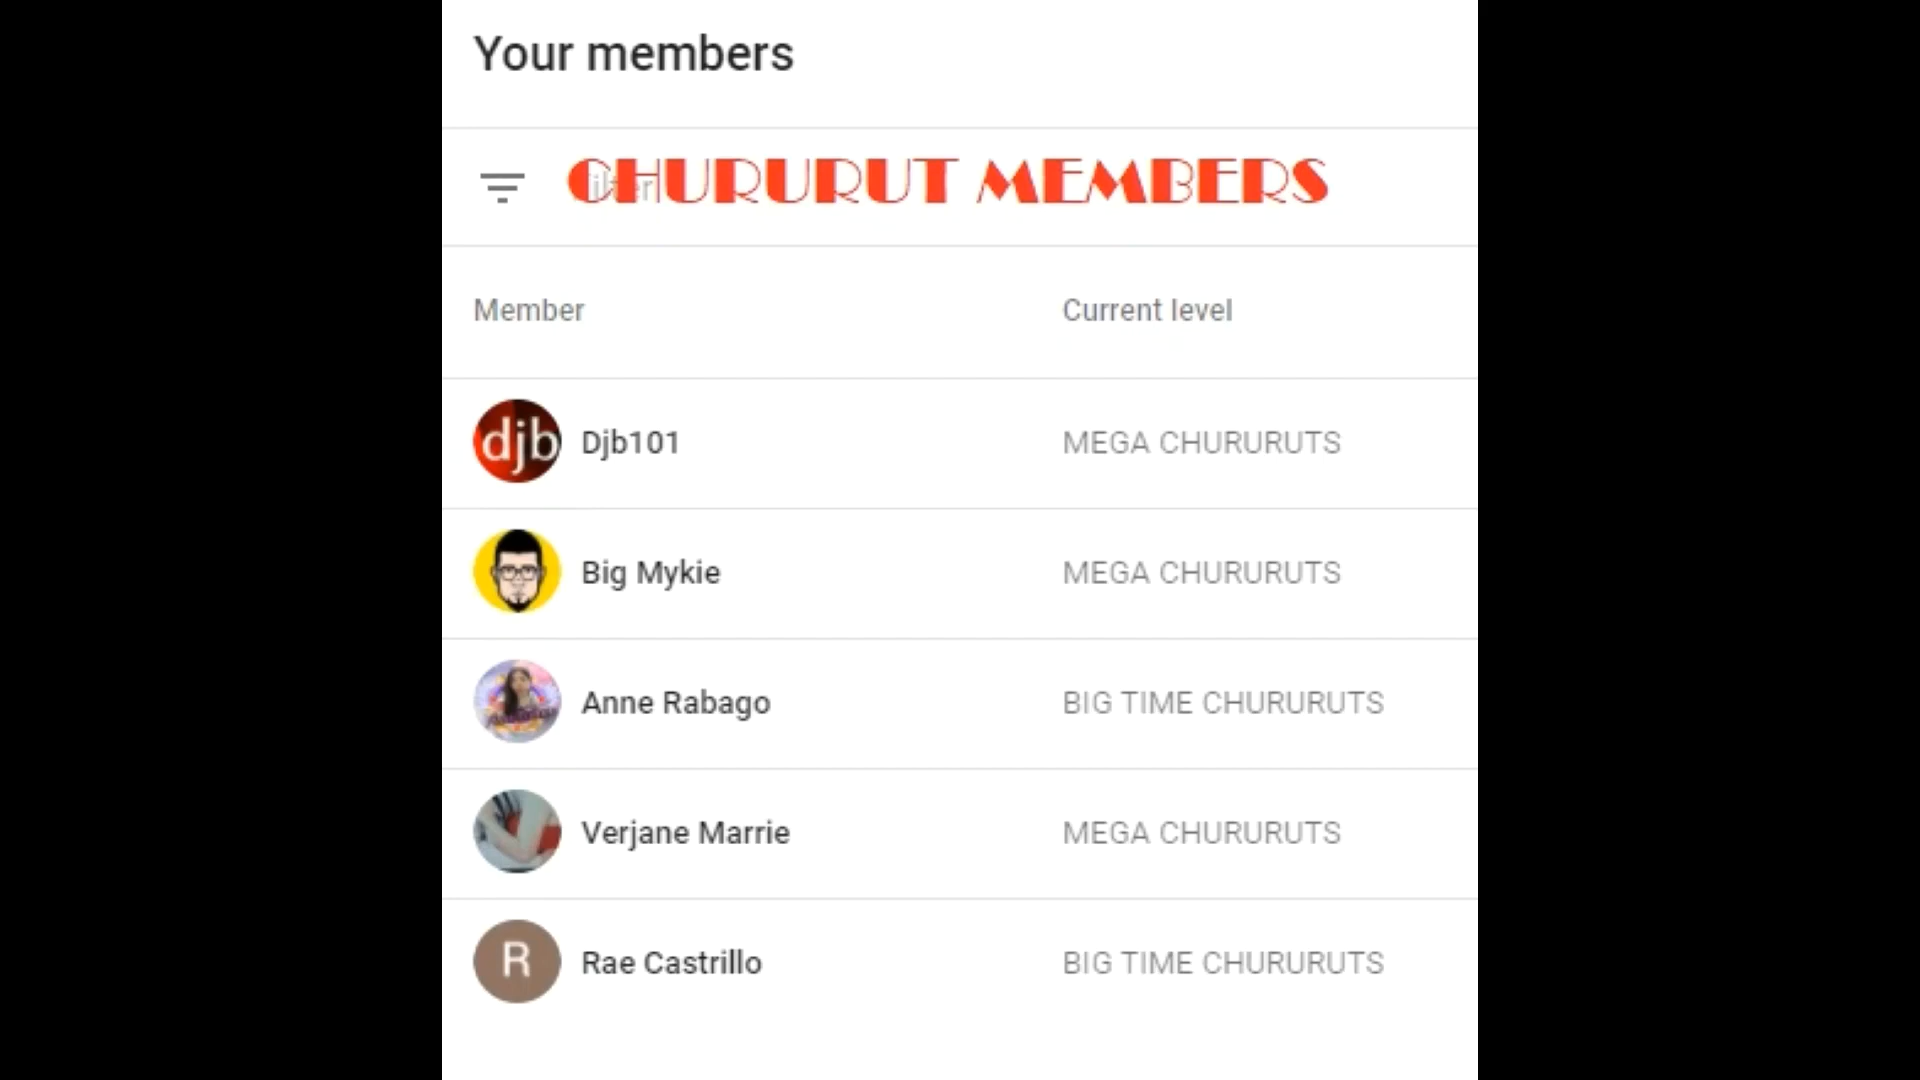 Your members
CHURURUT MEMBERS
Member Current level
djb Djb101 MEGA CHURURUTS
Big Mykie MEGA CHURURUTS
Anne Rabago BIG TIME CHURURUTS
Verjane Marrie MEGA CHURURUTS
R Rae Castrillo BIG TIME CHURURUTS